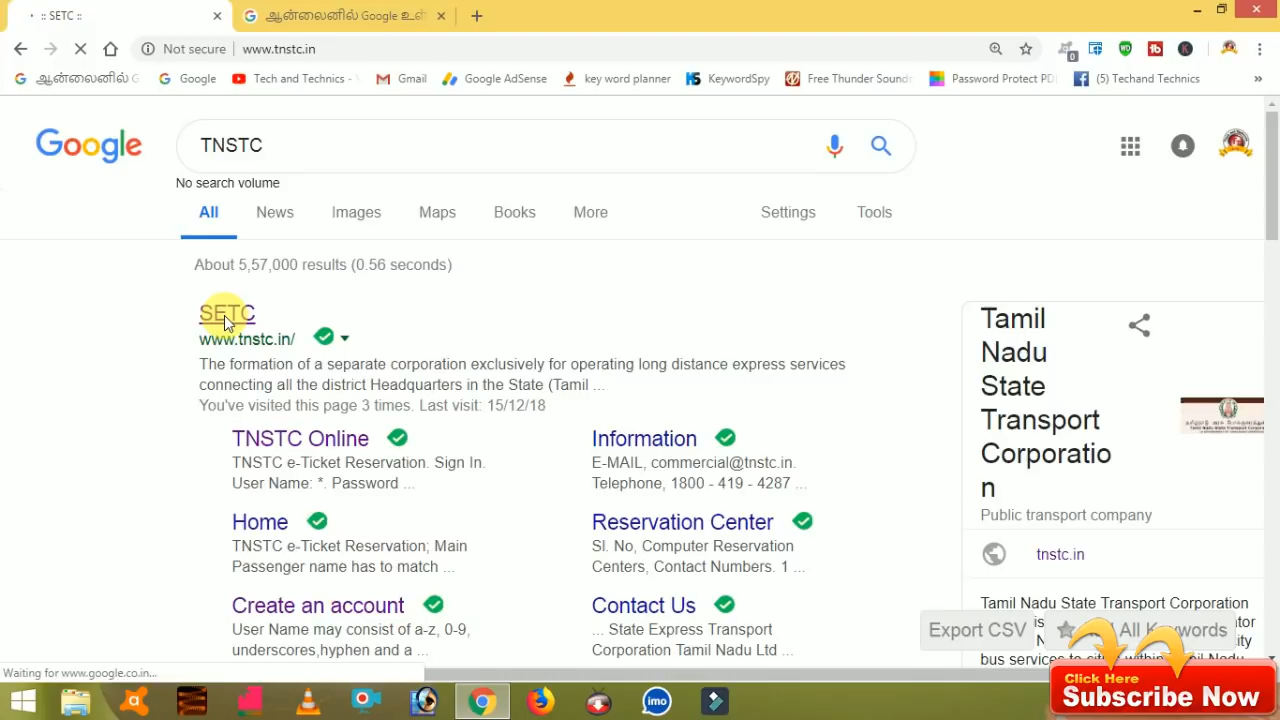 :: SETC ::
ஆன்லைனில் Google உள்
Not secure
www.tnstc.in
0
ஆன்லைனில் G
Google
Tech and Technics -
Gmail
Google AdSense
key word planner
KeywordSpy
Free Thunder Sound
Password Protect PD
(5) Techand Technics
»
Google
TNSTC
No search volume
All
News
Images
Maps
Books
More
Settings
Tools
About 5,57,000 results (0.56 seconds)
SETC
www.tnstc.in/
The formation of a separate corporation exclusively for operating long distance express services
connecting all the district Headquarters in the State (Tamil ...
You've visited this page 3 times. Last visit: 15/12/18
TNSTC Online
TNSTC e-Ticket Reservation. Sign In.
User Name: *. Password ...
Information
E-MAIL, commercial@tnstc.in.
Telephone, 1800 - 419 - 4287 ...
Home
TNSTC e-Ticket Reservation; Main
Passenger name has to match ...
Reservation Center
Sl. No, Computer Reservation
Centers, Contact Numbers. 1 ...
Create an account
User Name may consist of a-z, 0-9,
underscores,hyphen and a ...
Contact Us
... State Express Transport
Corporation Tamil Nadu Ltd ...
Tamil
Nadu
State
Transport
Corporatio
n
Public transport company
tnstc.in
Tamil Nadu State Transport Corporation
bus services to
Export CSV
All Keywords
Waiting for www.google.co.in...
imo
Click Here
Subscribe Now